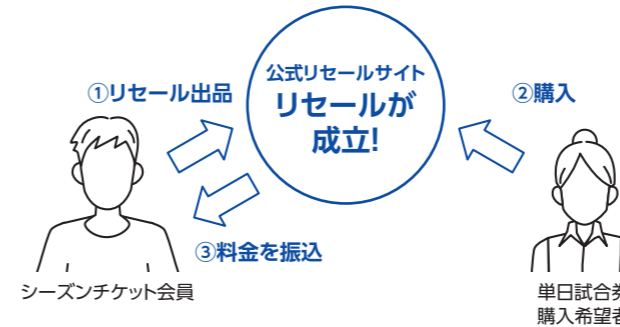 公式リセールサイト
リセールが
成立!
①リセール出品
②購入
③料金を振込
シーズンチケット会員
単日試合券
購入希望者